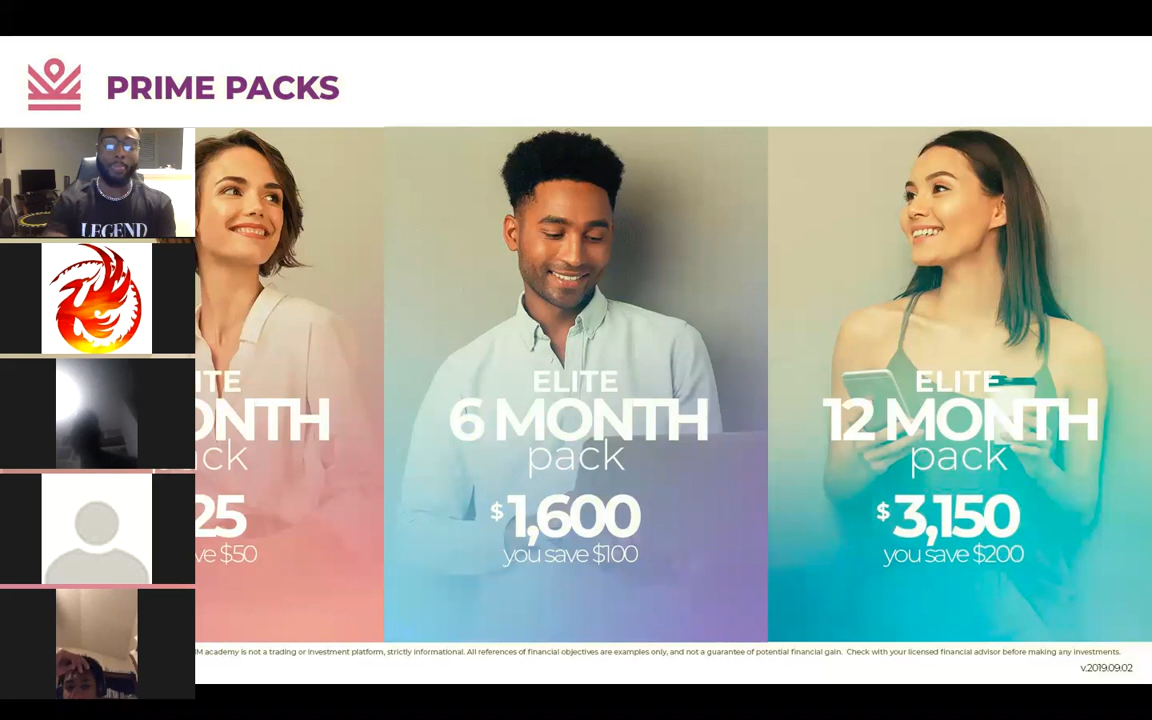 PRIME PACKS
LEGEND
ITE
ONTH
ack
25
ve $50
ELITE
6 MONTH
pack
$1,600
you save $100
ELITE
12 MONTH
pack
$3,150
you save $200
IM academy is not a trading or investment platform, strictly informational. All references of financial objectives are examples only, and not a guarantee of potential financial gain. Check with your licensed financial advisor before making any investments.
v.2019.09.02